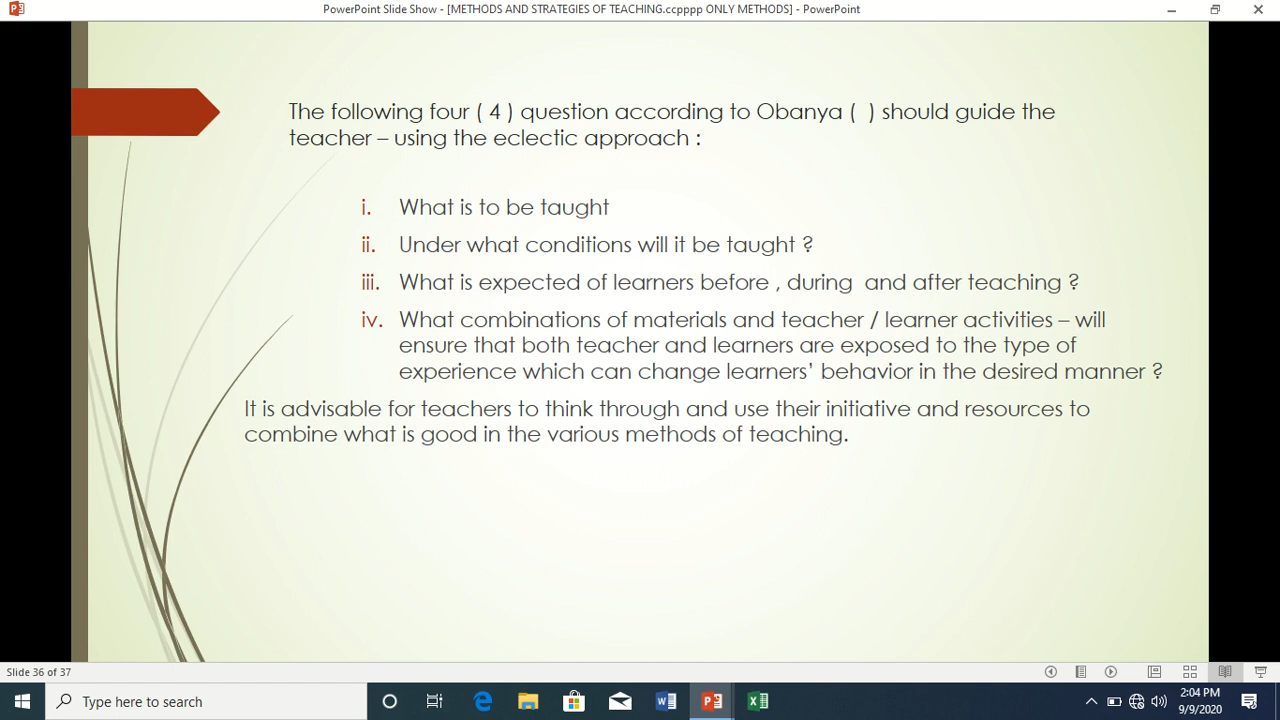 PowerPoint Slide Show - [METHODS AND STRATEGIES OF TEACHING.ccpppp ONLY METHODS] - PowerPoint
The following four ( 4 ) question according to Obanya (  ) should guide the
teacher – using the eclectic approach :
i. What is to be taught
ii. Under what conditions will it be taught ?
iii. What is expected of learners before , during  and after teaching ?
iv. What combinations of materials and teacher / learner activities – will
ensure that both teacher and learners are exposed to the type of
experience which can change learners’ behavior in the desired manner ?
It is advisable for teachers to think through and use their initiative and resources to
combine what is good in the various methods of teaching.
Slide 36 of 37
Type here to search
2:04 PM
9/9/2020